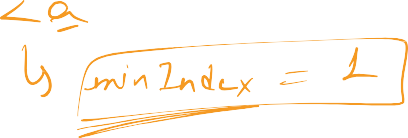 < a
↳ minIndex = 1